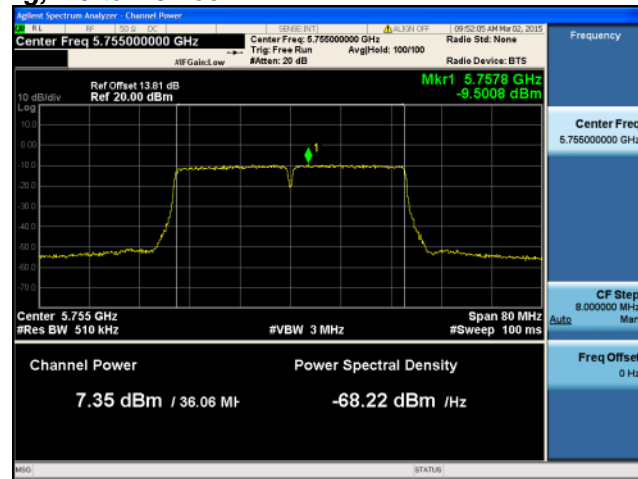 Agilent Spectrum Analyzer - Channel Power
RL RF 50 Ω DC SENSE:INT ALIGN OFF 09:52:05 AM Mar 02, 2015
Center Freq 5.755000000 GHz
Center Freq: 5.755000000 GHz
Radio Std: None
Trig: Free Run Avg|Hold: 100/100
#IFGain:Low #Atten: 20 dB Radio Device: BTS
Frequency
Mkr1 5.7578 GHz
-9.5008 dBm
Ref Offset 13.81 dB
10 dB/div Ref 20.00 dBm
Log
10.0
0.00
-10.0
-20.0
-30.0
-40.0
-50.0
-60.0
-70.0
1
Center Freq
5.755000000 GHz
Center 5.755 GHz Span 80 MHz
#Res BW 510 kHz #VBW 3 MHz #Sweep 100 ms
CF Step
8.000000 MHz
Auto Man
Channel Power Power Spectral Density
7.35 dBm / 36.06 MH -68.22 dBm /Hz
Freq Offset
0 Hz
MSG STATUS